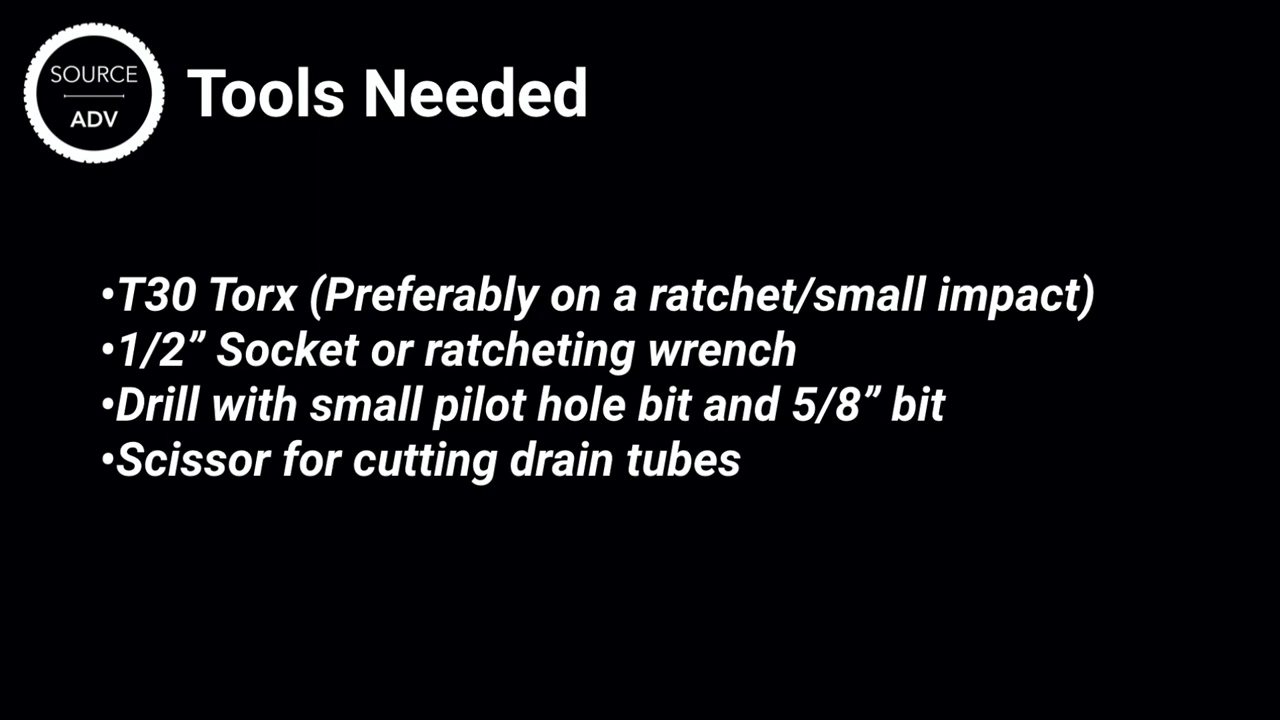 SOURCE
ADV
Tools Needed
•T30 Torx (Preferably on a ratchet/small impact)
•1/2” Socket or ratcheting wrench
•Drill with small pilot hole bit and 5/8” bit
•Scissor for cutting drain tubes